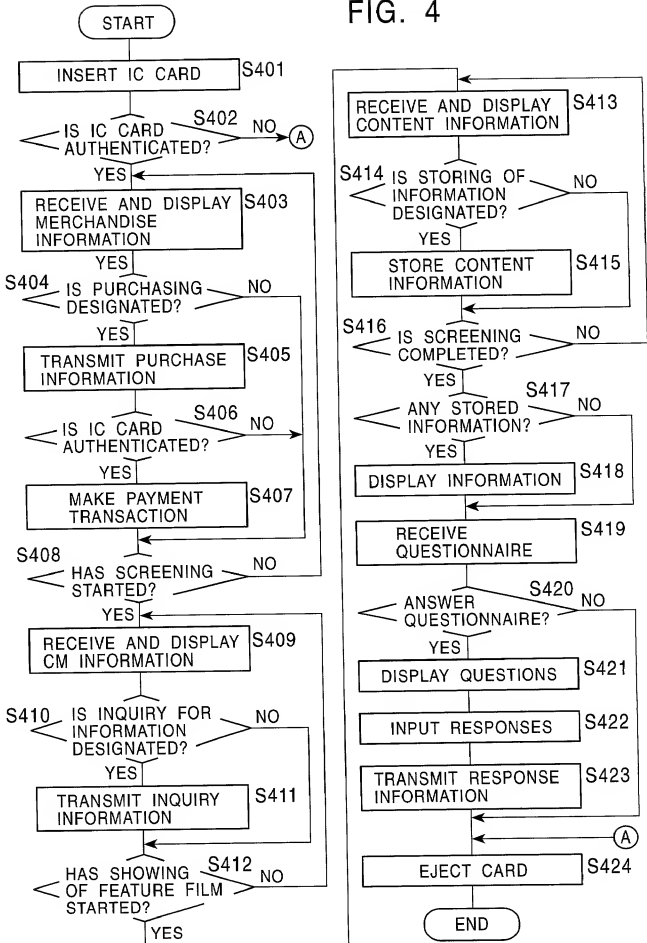 FIG. 4
START
INSERT IC CARD
S401
IS IC CARD
AUTHENTICATED?
S402
NO
A
YES
RECEIVE AND DISPLAY
MERCHANDISE
INFORMATION
S403
YES
S404
IS PURCHASING
DESIGNATED?
NO
YES
TRANSMIT PURCHASE
INFORMATION
S405
IS IC CARD
AUTHENTICATED?
S406
NO
YES
MAKE PAYMENT
TRANSACTION
S407
S408
HAS SCREENING
STARTED?
NO
YES
RECEIVE AND DISPLAY
CM INFORMATION
S409
S410
IS INQUIRY FOR
INFORMATION
DESIGNATED?
NO
YES
TRANSMIT INQUIRY
INFORMATION
S411
HAS SHOWING
OF FEATURE FILM
STARTED?
S412
NO
YES
RECEIVE AND DISPLAY
CONTENT INFORMATION
S413
S414
IS STORING OF
INFORMATION
DESIGNATED?
NO
YES
STORE CONTENT
INFORMATION
S415
S416
IS SCREENING
COMPLETED?
NO
YES
S417
ANY STORED
INFORMATION?
NO
YES
DISPLAY INFORMATION
S418
RECEIVE
QUESTIONNAIRE
S419
S420
ANSWER
QUESTIONNAIRE?
NO
YES
DISPLAY QUESTIONS
S421
INPUT RESPONSES
S422
TRANSMIT RESPONSE
INFORMATION
S423
A
EJECT CARD
S424
END